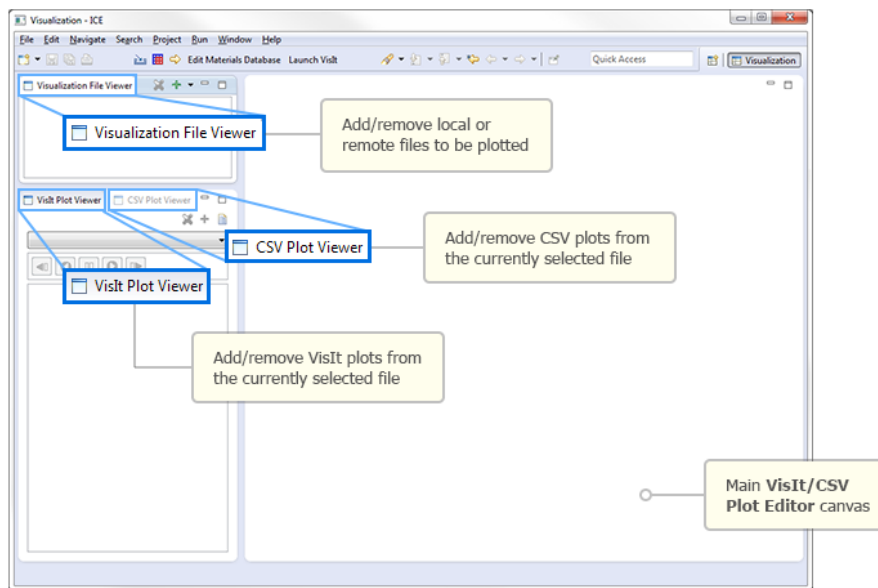 Visualization - ICE
File Edit Navigate Search Project Run Window Help
Edit Materials Database Launch VisIt
Quick Access
Visualization
Visualization File Viewer
Visualization File Viewer
Add/remove local or
remote files to be plotted
VisIt Plot Viewer
CSV Plot Viewer
CSV Plot Viewer
Add/remove CSV plots from
the currently selected file
VisIt Plot Viewer
Add/remove VisIt plots from
the currently selected file
Main VisIt/CSV
Plot Editor canvas